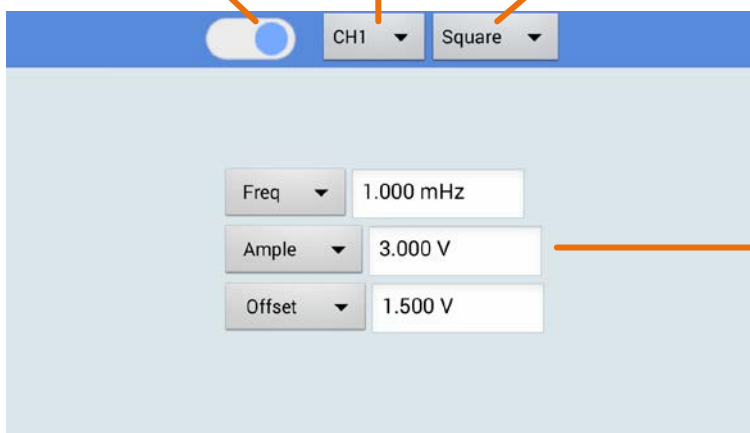 CH1 Square
Freq 1.000 mHz
Ample 3.000 V
Offset 1.500 V